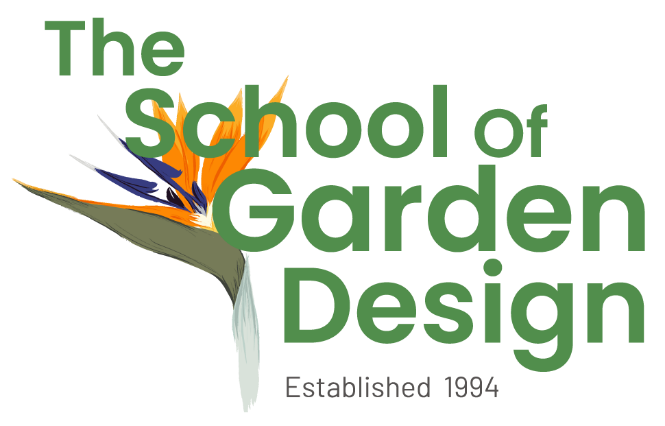 The
School Of
Garden
Design
Established 1994